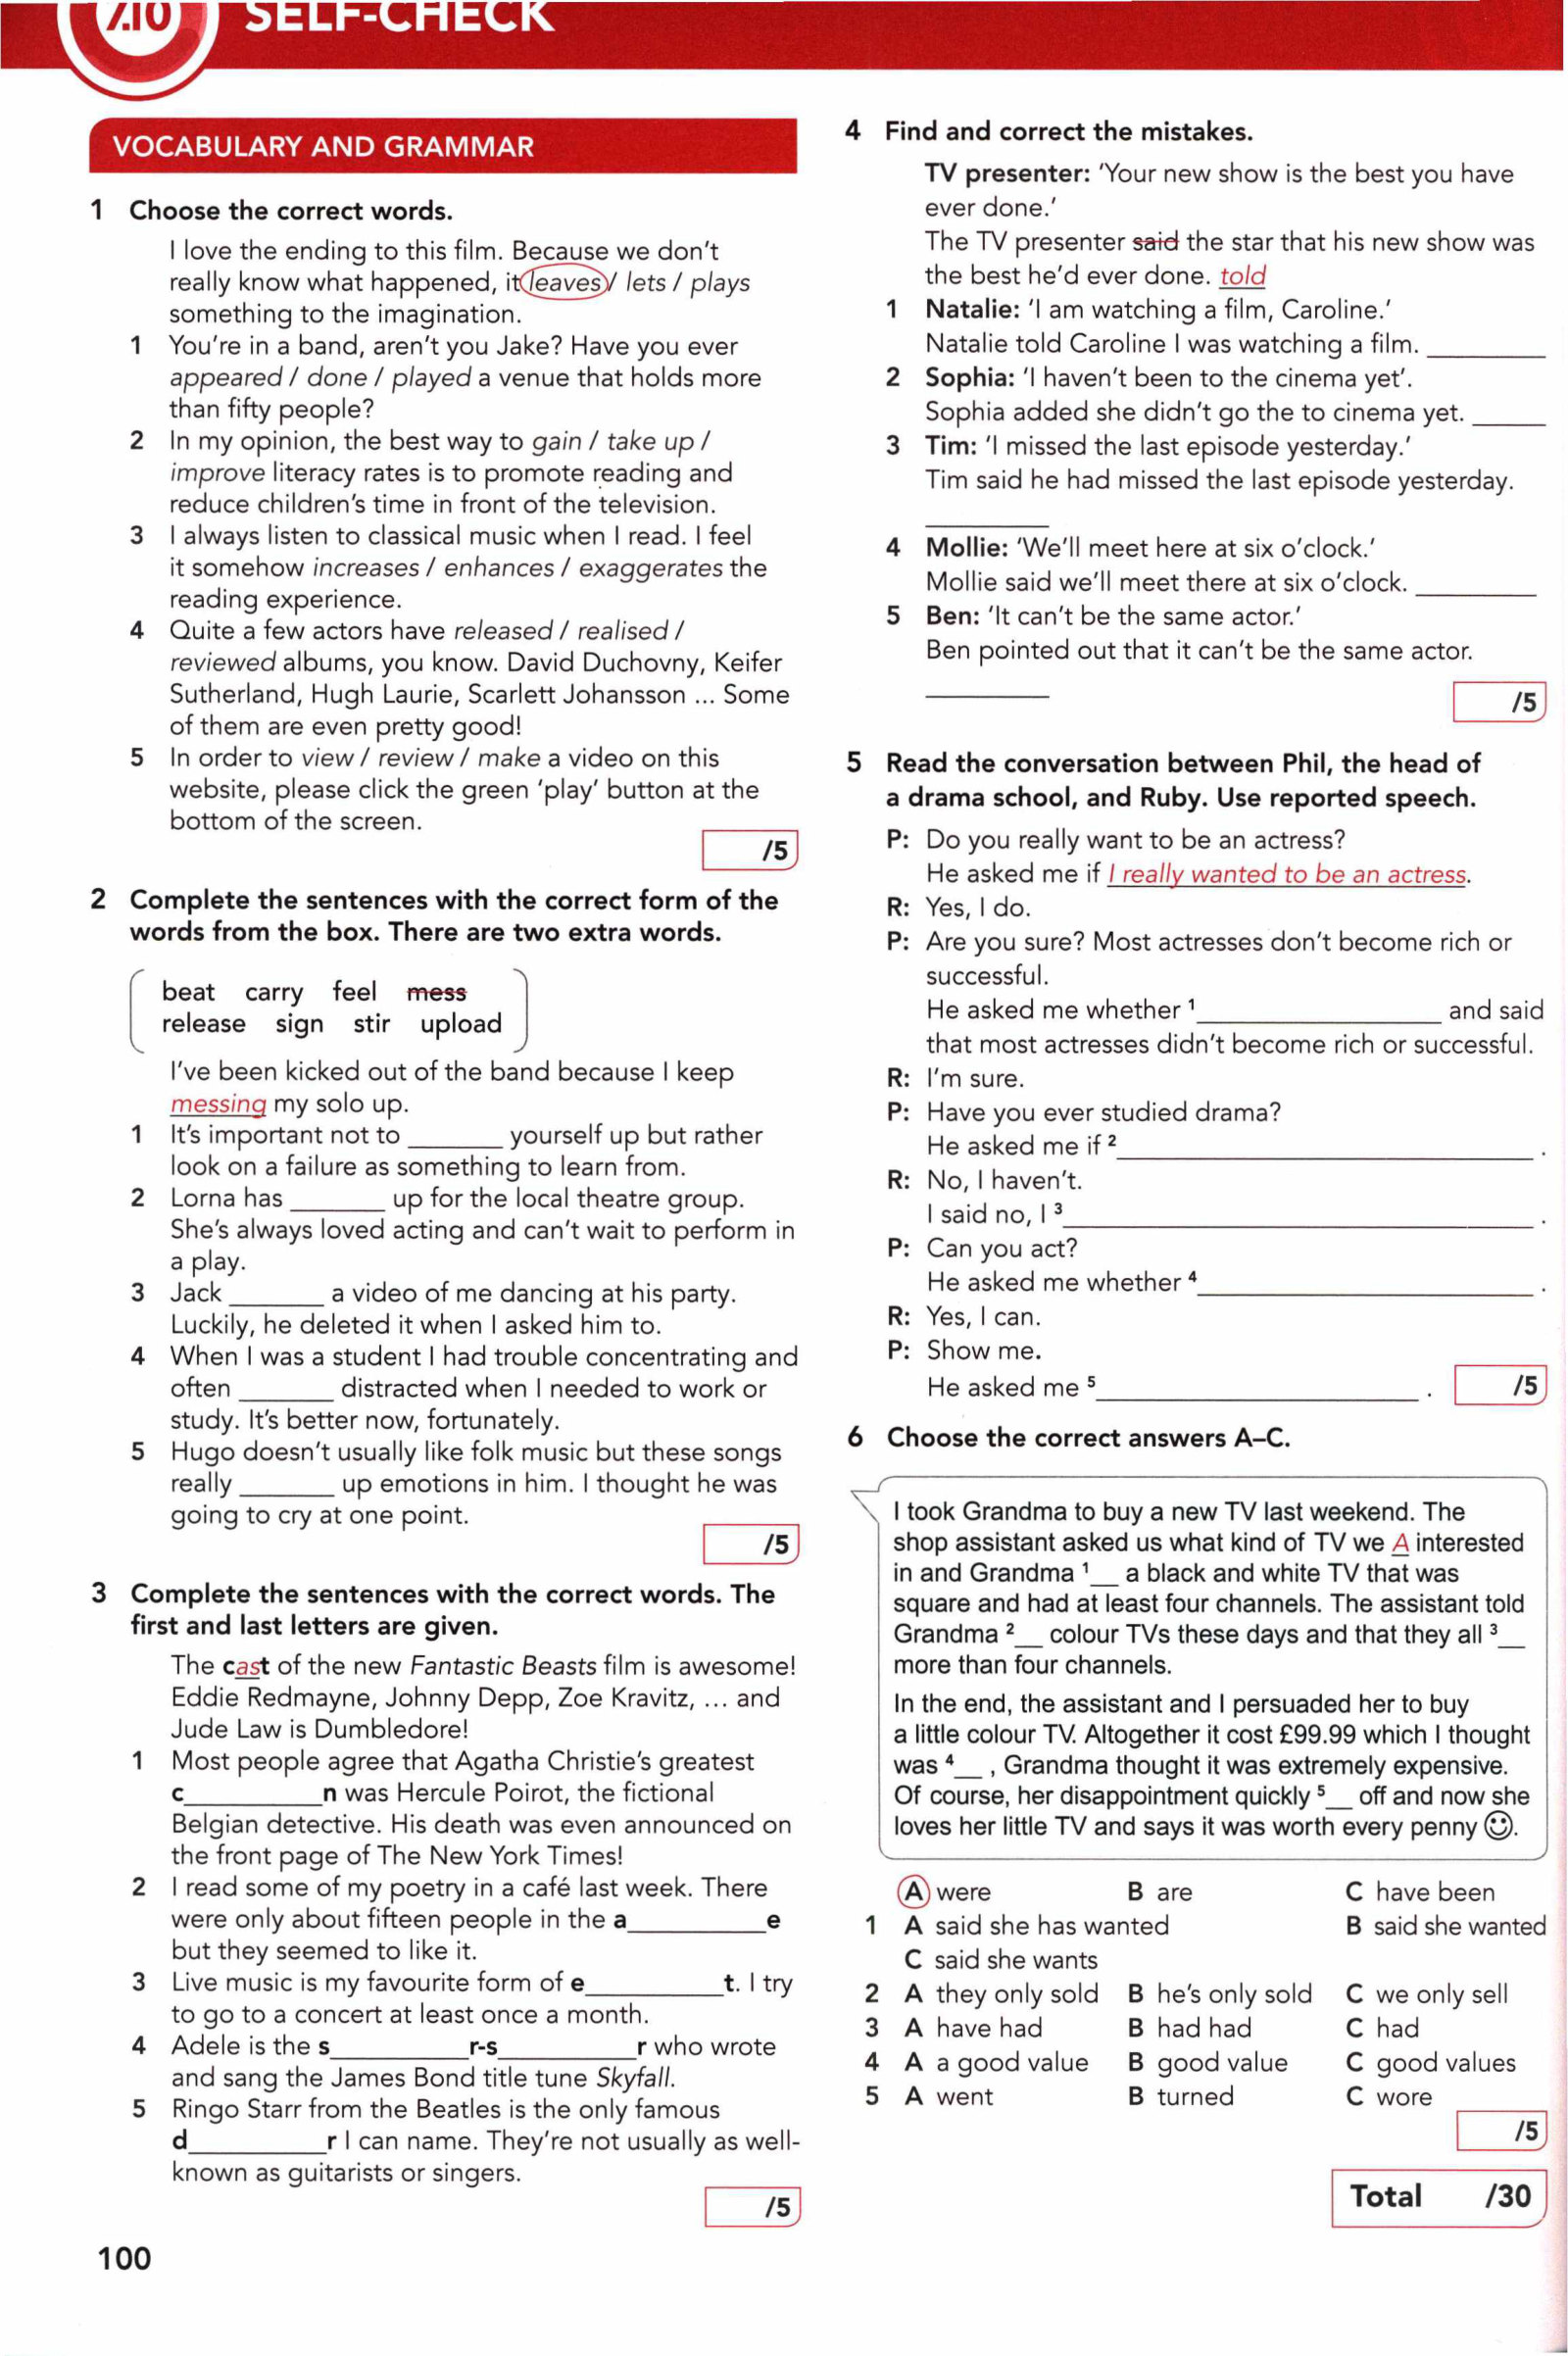 7.10 SELF-CHECK
VOCABULARY AND GRAMMAR
1 Choose the correct words.
I love the ending to this film. Because we don't
really know what happened, it leaves / lets / plays
something to the imagination.
1 You're in a band, aren't you Jake? Have you ever
appeared / done / played a venue that holds more
than fifty people?
2 In my opinion, the best way to gain / take up /
improve literacy rates is to promote reading and
reduce children's time in front of the television.
3 I always listen to classical music when I read. I feel
it somehow increases / enhances / exaggerates the
reading experience.
4 Quite a few actors have released / realised /
reviewed albums, you know. David Duchovny, Keifer
Sutherland, Hugh Laurie, Scarlett Johansson ... Some
of them are even pretty good!
5 In order to view / review / make a video on this
website, please click the green 'play' button at the
bottom of the screen.
/5
2 Complete the sentences with the correct form of the
words from the box. There are two extra words.
beat carry feel mess
release sign stir upload
I've been kicked out of the band because I keep
messing my solo up.
1 It's important not to ______ yourself up but rather
look on a failure as something to learn from.
2 Lorna has ______ up for the local theatre group.
She's always loved acting and can't wait to perform in
a play.
3 Jack ______ a video of me dancing at his party.
Luckily, he deleted it when I asked him to.
4 When I was a student I had trouble concentrating and
often ______ distracted when I needed to work or
study. It's better now, fortunately.
5 Hugo doesn't usually like folk music but these songs
really ______ up emotions in him. I thought he was
going to cry at one point.
/5
3 Complete the sentences with the correct words. The
first and last letters are given.
The cast of the new Fantastic Beasts film is awesome!
Eddie Redmayne, Johnny Depp, Zoe Kravitz, ... and
Jude Law is Dumbledore!
1 Most people agree that Agatha Christie's greatest
c_________n was Hercule Poirot, the fictional
Belgian detective. His death was even announced on
the front page of The New York Times!
2 I read some of my poetry in a café last week. There
were only about fifteen people in the a_________e
but they seemed to like it.
3 Live music is my favourite form of e_________t. I try
to go to a concert at least once a month.
4 Adele is the s_________r-s_________r who wrote
and sang the James Bond title tune Skyfall.
5 Ringo Starr from the Beatles is the only famous
d_________r I can name. They're not usually as well-
known as guitarists or singers.
/5
100
4 Find and correct the mistakes.
TV presenter: 'Your new show is the best you have
ever done.'
The TV presenter said the star that his new show was
the best he'd ever done. told
1 Natalie: 'I am watching a film, Caroline.'
Natalie told Caroline I was watching a film. ________
2 Sophia: 'I haven't been to the cinema yet'.
Sophia added she didn't go the to cinema yet. _____
3 Tim: 'I missed the last episode yesterday.'
Tim said he had missed the last episode yesterday.
________
4 Mollie: 'We'll meet here at six o'clock.'
Mollie said we'll meet there at six o'clock. ________
5 Ben: 'It can't be the same actor.'
Ben pointed out that it can't be the same actor.
________
/5
5 Read the conversation between Phil, the head of
a drama school, and Ruby. Use reported speech.
P: Do you really want to be an actress?
He asked me if I really wanted to be an actress.
R: Yes, I do.
P: Are you sure? Most actresses don't become rich or
successful.
He asked me whether 1________________ and said
that most actresses didn't become rich or successful.
R: I'm sure.
P: Have you ever studied drama?
He asked me if 2___________________________.
R: No, I haven't.
I said no, I 3______________________________.
P: Can you act?
He asked me whether 4______________________.
R: Yes, I can.
P: Show me.
He asked me 5_____________________.
/5
6 Choose the correct answers A–C.
I took Grandma to buy a new TV last weekend. The
shop assistant asked us what kind of TV we A interested
in and Grandma 1__ a black and white TV that was
square and had at least four channels. The assistant told
Grandma 2__ colour TVs these days and that they all 3__
more than four channels.
In the end, the assistant and I persuaded her to buy
a little colour TV. Altogether it cost £99.99 which I thought
was 4__ , Grandma thought it was extremely expensive.
Of course, her disappointment quickly 5__ off and now she
loves her little TV and says it was worth every penny ☺.
A were B are C have been
1 A said she has wanted B said she wanted
C said she wants
2 A they only sold B he's only sold C we only sell
3 A have had B had had C had
4 A a good value B good value C good values
5 A went B turned C wore
/5
Total /30